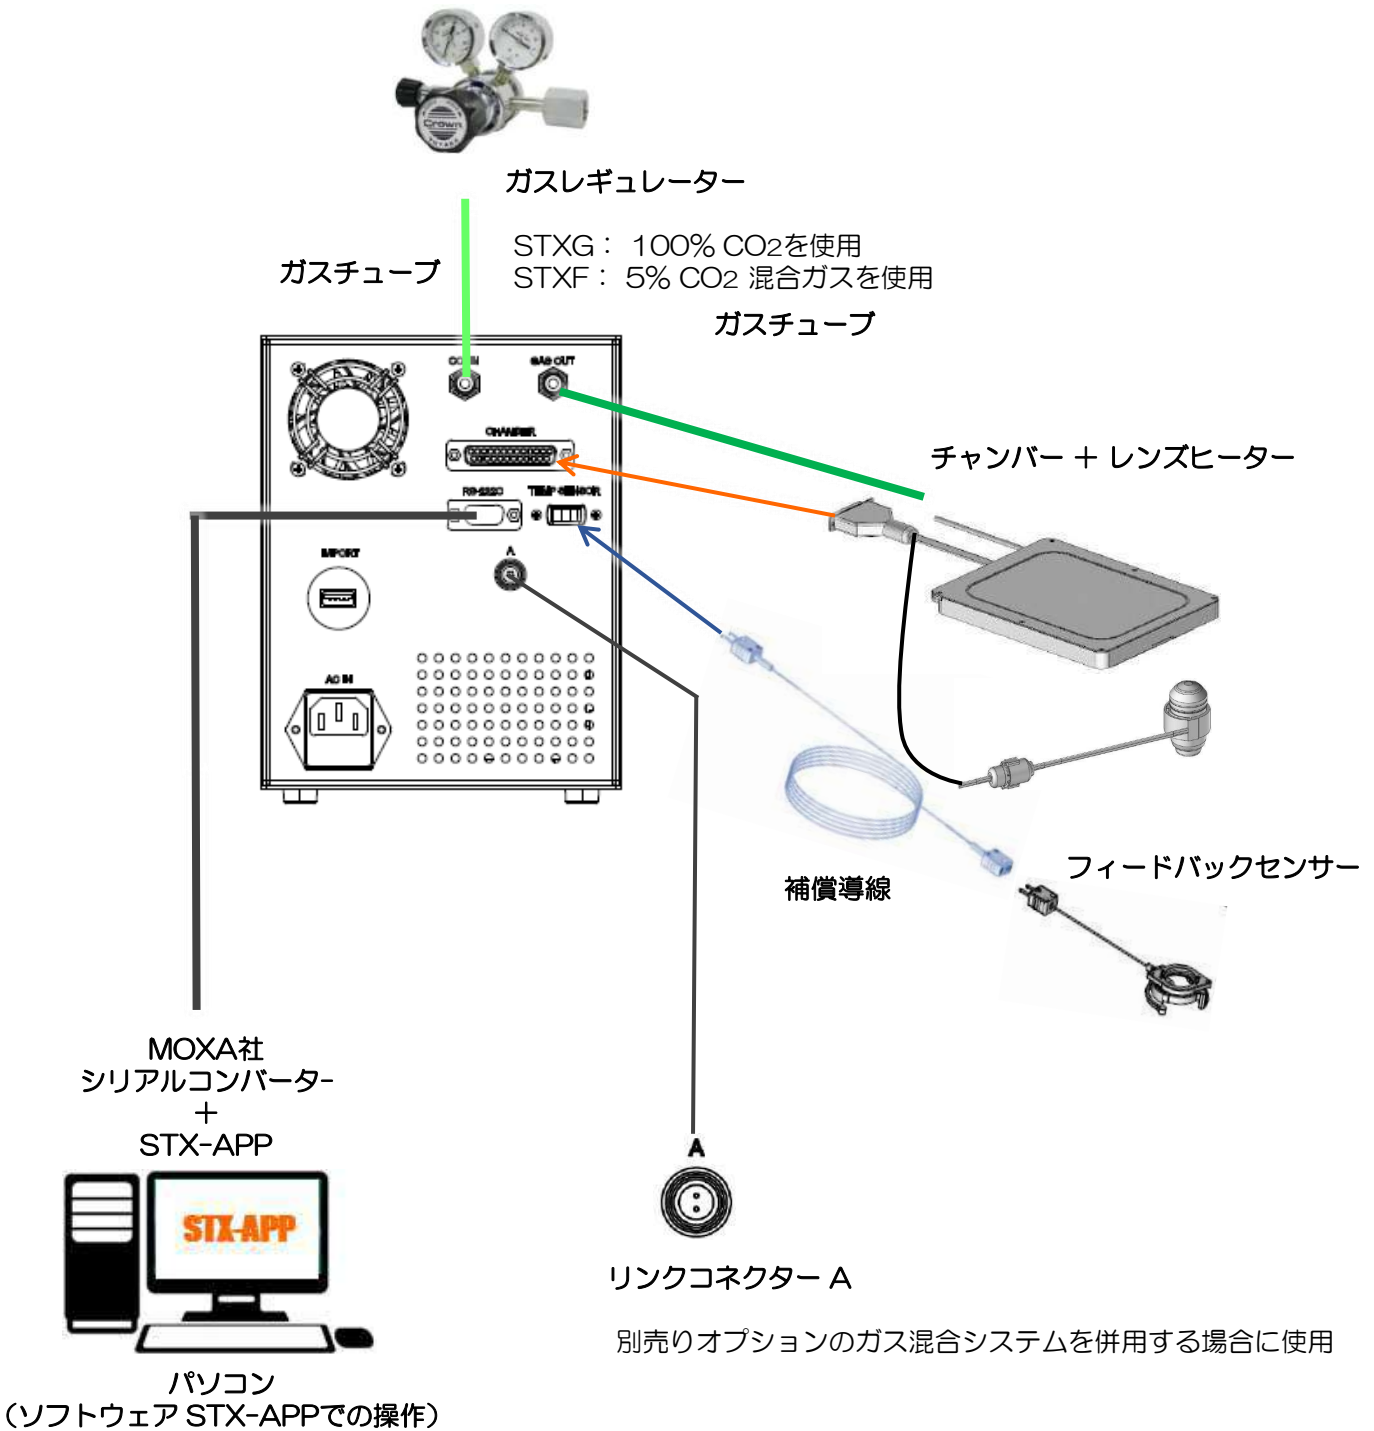 Crown
ガスレギュレーター
STXG： 100% CO2を使用
STXF： 5% CO2 混合ガスを使用
ガスチューブ
ガスチューブ
GAS OUT
CHAMBER
RS-232C
TEMP SENSOR
IMPORT
A
AC IN
チャンバー ＋ レンズヒーター
補償導線
フィードバックセンサー
MOXA社
シリアルコンバーター
＋
STX-APP
STX-APP
パソコン
（ソフトウェア STX-APPでの操作）
A
リンクコネクター A
別売りオプションのガス混合システムを併用する場合に使用